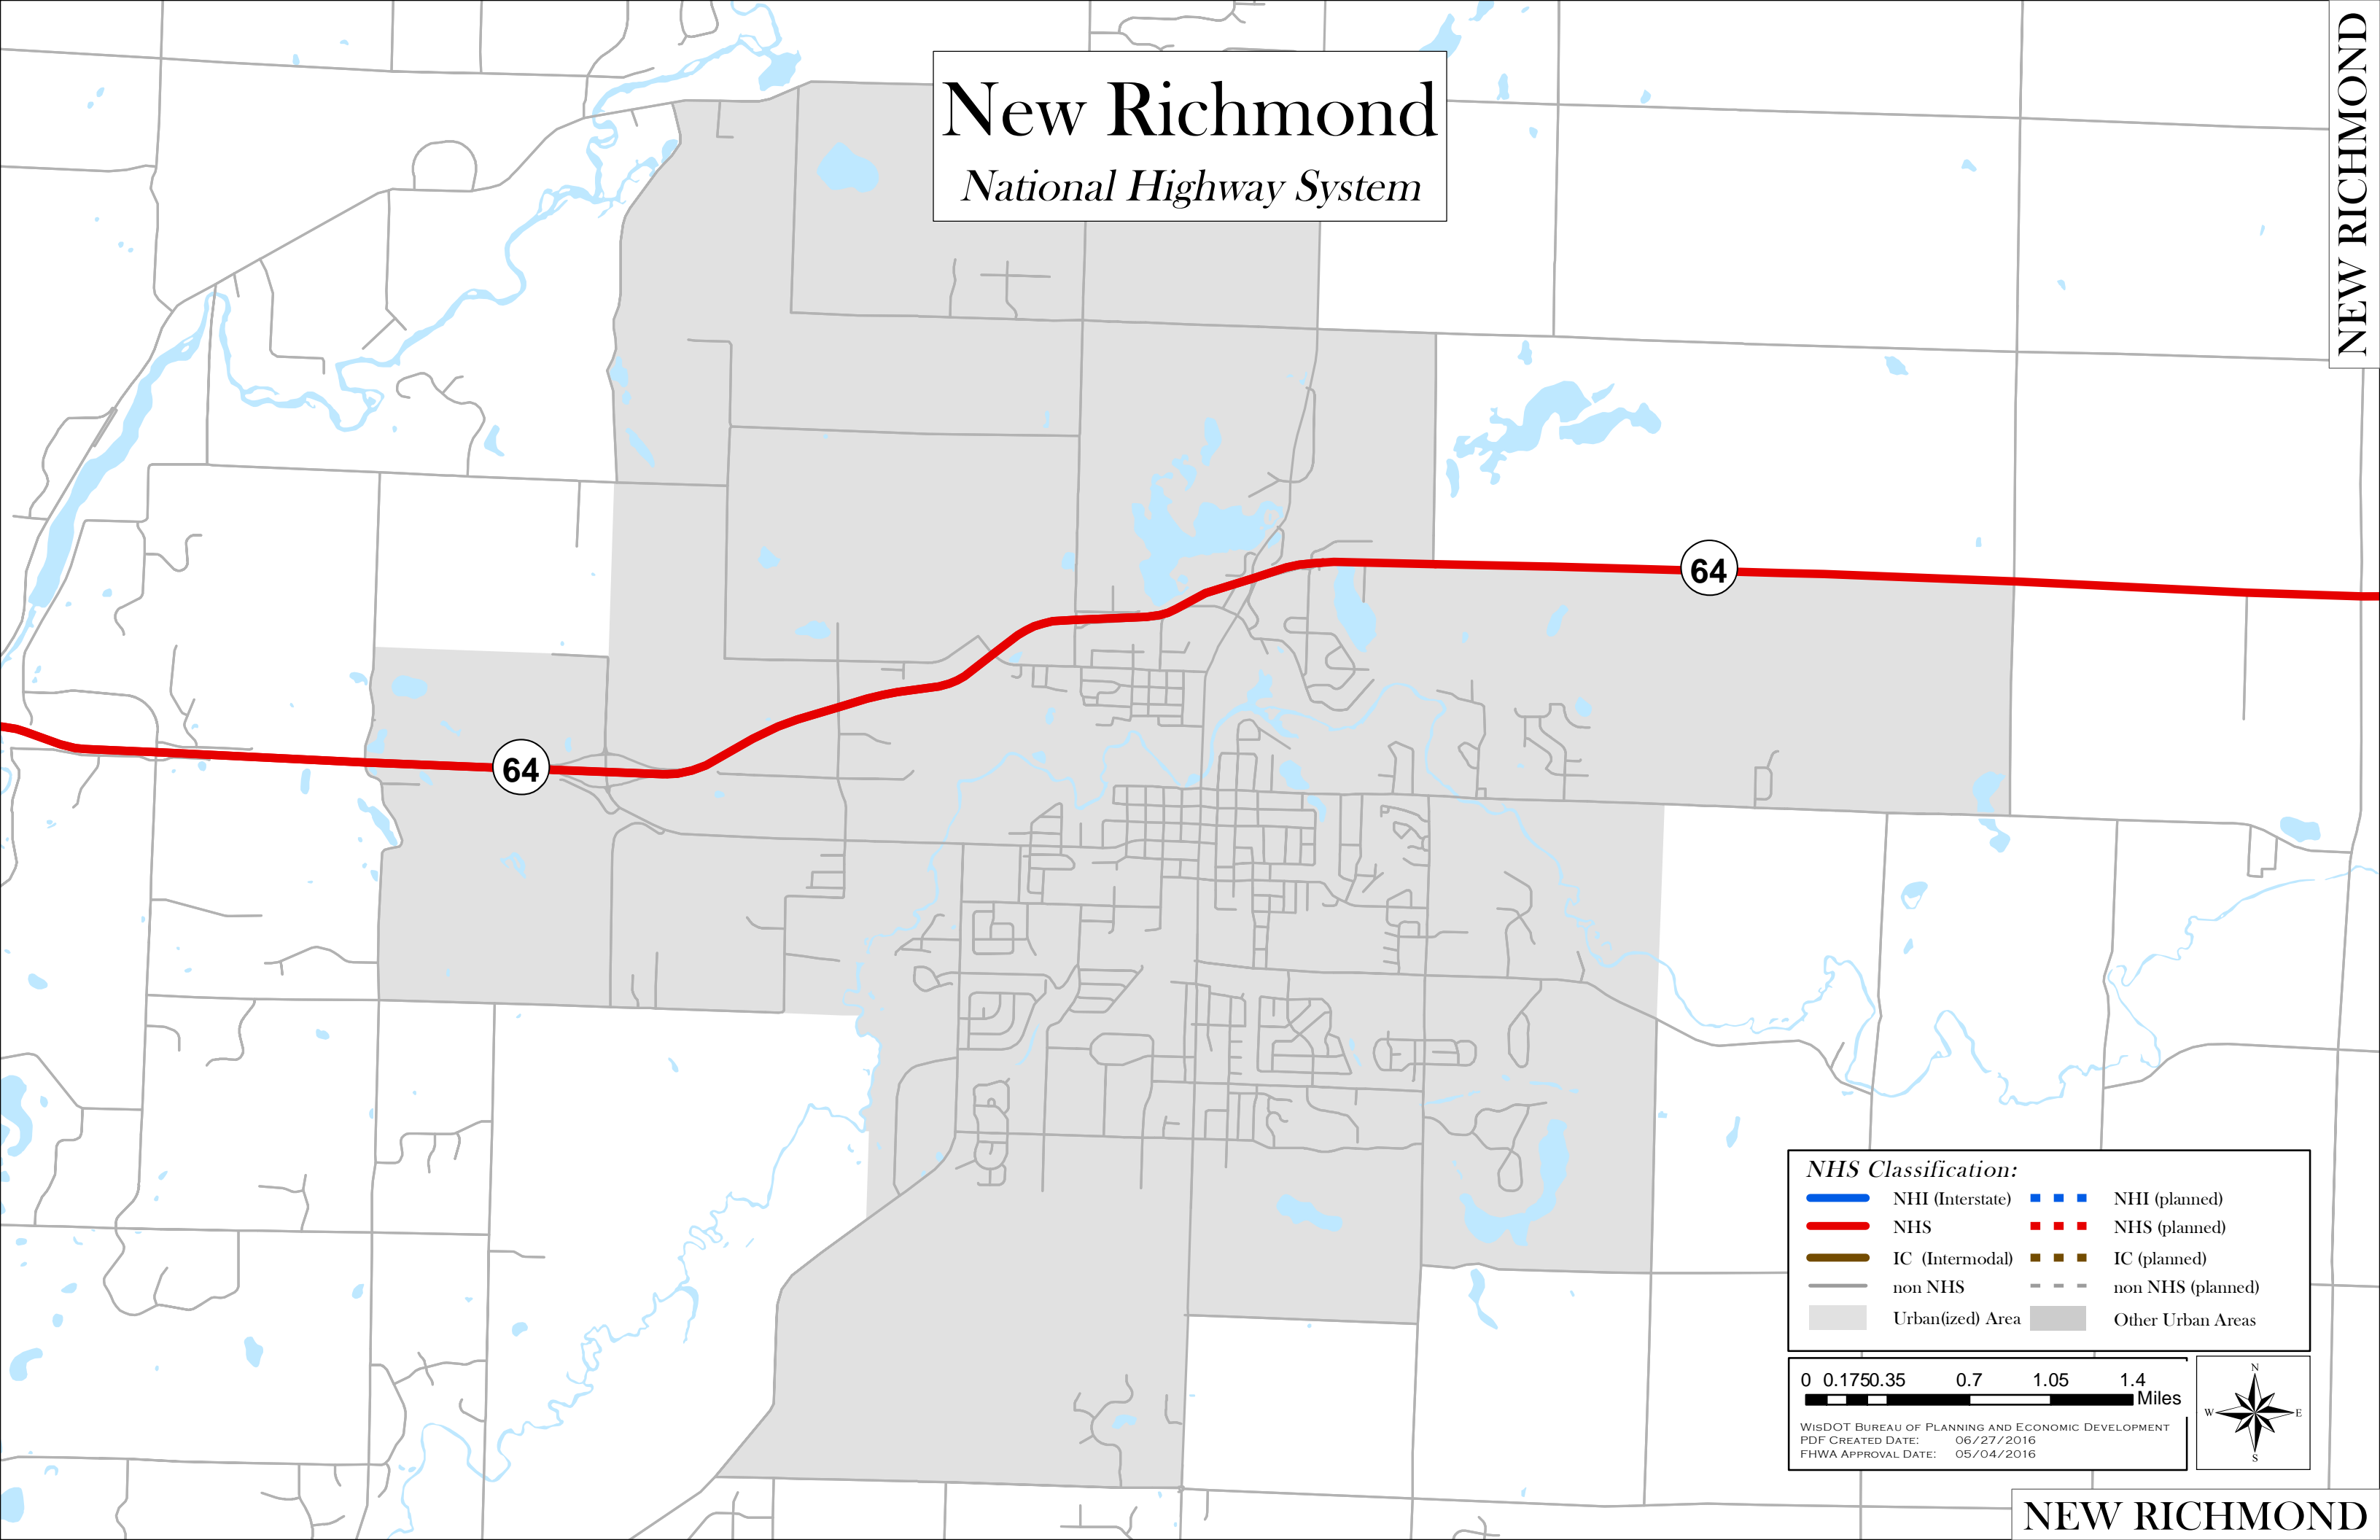 New Richmond
National Highway System
NEW RICHMOND
64
64
NHS Classification:
NHI (Interstate)
NHI (planned)
NHS
NHS (planned)
IC (Intermodal)
IC (planned)
non NHS
non NHS (planned)
Urban(ized) Area
Other Urban Areas
0 0.175 0.35 0.7 1.05 1.4
Miles
WISDOT BUREAU OF PLANNING AND ECONOMIC DEVELOPMENT
PDF CREATED DATE: 06/27/2016
FHWA APPROVAL DATE: 05/04/2016
N
W E
S
NEW RICHMOND